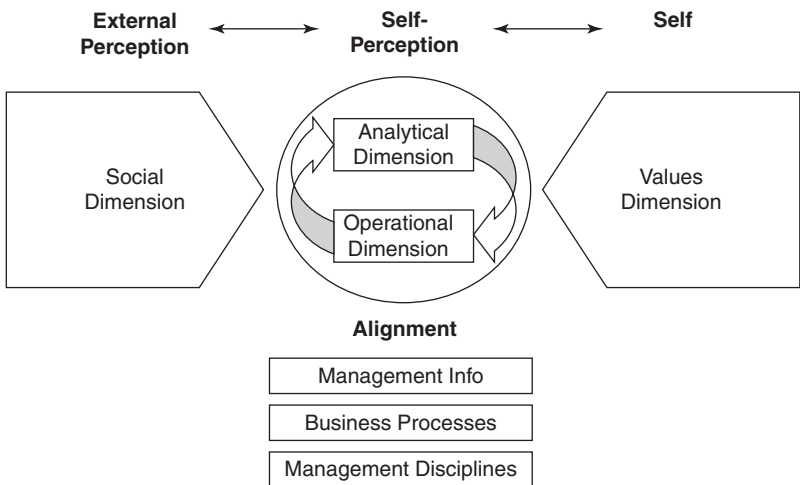 External
Perception
Self-
Perception
Self
Social
Dimension
Analytical
Dimension
Operational
Dimension
Values
Dimension
Alignment
Management Info
Business Processes
Management Disciplines